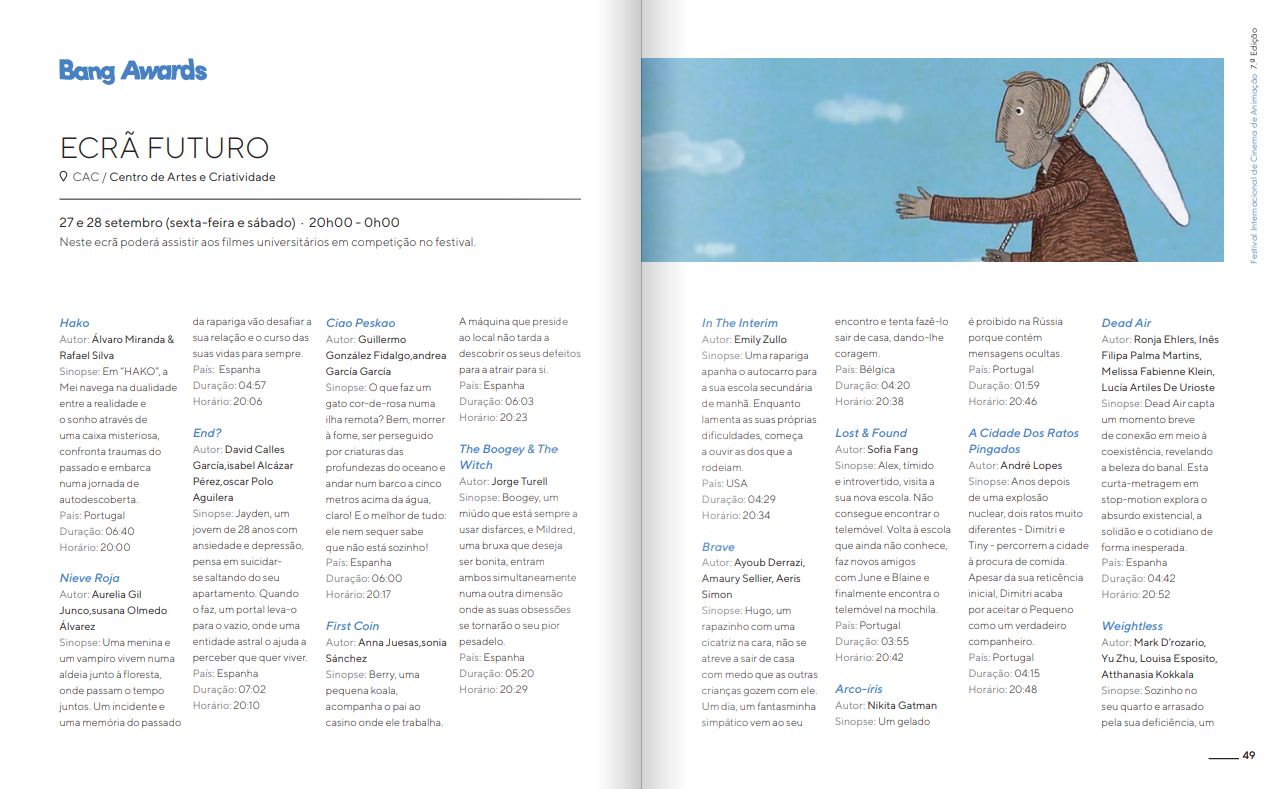 Bang Awards
ECRÃ FUTURO
CAC / Centro de Artes e Criatividade
27 e 28 setembro (sexta-feira e sábado) · 20h00 - 0h00
Neste ecrã poderá assistir aos filmes universitários em competição no festival.
Hako
Autor: Álvaro Miranda &
Rafael Silva
Sinopse: Em “HAKO”, a
Mei navega na dualidade
entre a realidade e
o sonho através de
uma caixa misteriosa,
confronta traumas do
passado e embarca
numa jornada de
autodescoberta.
País: Portugal
Duração: 06:40
Horário: 20:00
Nieve Roja
Autor: Aurelia Gil
Junco,susana Olmedo
Álvarez
Sinopse: Uma menina e
um vampiro vivem numa
aldeia junto à floresta,
onde passam o tempo
juntos. Um incidente e
uma memória do passado
da rapariga vão desafiar a
sua relação e o curso das
suas vidas para sempre.
País: Espanha
Duração: 04:57
Horário: 20:06
End?
Autor: David Calles
García,isabel Alcázar
Pérez,oscar Polo
Aguilera
Sinopse: Jayden, um
jovem de 28 anos com
ansiedade e depressão,
pensa em suicidar-
se saltando do seu
apartamento. Quando
o faz, um portal leva-o
para o vazio, onde uma
entidade astral o ajuda a
perceber que quer viver.
País: Espanha
Duração: 07:02
Horário: 20:10
Ciao Peskao
Autor: Guillermo
González Fidalgo,andrea
García García
Sinopse: O que faz um
gato cor-de-rosa numa
ilha remota? Bem, morrer
à fome, ser perseguido
por criaturas das
profundezas do oceano e
andar num barco a cinco
metros acima da água,
claro! E o melhor de tudo:
ele nem sequer sabe
que não está sozinho!
País: Espanha
Duração: 06:00
Horário: 20:17
First Coin
Autor: Anna Juesas,sonia
Sánchez
Sinopse: Berry, uma
pequena koala,
acompanha o pai ao
casino onde ele trabalha.
A máquina que preside
ao local não tarda a
descobrir os seus defeitos
para a atrair para si.
País: Espanha
Duração: 06:03
Horário: 20:23
The Boogey & The
Witch
Autor: Jorge Turell
Sinopse: Boogey, um
miúdo que está sempre a
usar disfarces, e Mildred,
uma bruxa que deseja
ser bonita, entram
ambos simultaneamente
numa outra dimensão
onde as suas obsessões
se tornarão o seu pior
pesadelo.
País: Espanha
Duração: 05:20
Horário: 20:29
Festival Internacional de Cinema de Animação 7.ª Edição
In The Interim
Autor: Emily Zullo
Sinopse: Uma rapariga
apanha o autocarro para
a sua escola secundária
de manhã. Enquanto
lamenta as suas próprias
dificuldades, começa
a ouvir as dos que a
rodeiam.
País: USA
Duração: 04:29
Horário: 20:34
Brave
Autor: Ayoub Derrazi,
Amaury Sellier, Aeris
Simon
Sinopse: Hugo, um
rapazinho com uma
cicatriz na cara, não se
atreve a sair de casa
com medo que as outras
crianças gozem com ele.
Um dia, um fantasminha
simpático vem ao seu
encontro e tenta fazê-lo
sair de casa, dando-lhe
coragem.
País: Bélgica
Duração: 04:20
Horário: 20:38
Lost & Found
Autor: Sofia Fang
Sinopse: Alex, tímido
e introvertido, visita a
sua nova escola. Não
consegue encontrar o
telemóvel. Volta à escola
que ainda não conhece,
faz novos amigos
com June e Blaine e
finalmente encontra o
telemóvel na mochila.
País: Portugal
Duração: 03:55
Horário: 20:42
Arco-íris
Autor: Nikita Gatman
Sinopse: Um gelado
é proibido na Rússia
porque contém
mensagens ocultas.
País: Portugal
Duração: 01:59
Horário: 20:46
A Cidade Dos Ratos
Pingados
Autor: André Lopes
Sinopse: Anos depois
de uma explosão
nuclear, dois ratos muito
diferentes - Dimitri e
Tiny - percorrem a cidade
à procura de comida.
Apesar da sua reticência
inicial, Dimitri acaba
por aceitar o Pequeno
como um verdadeiro
companheiro.
País: Portugal
Duração: 04:15
Horário: 20:48
Dead Air
Autor: Ronja Ehlers, Inês
Filipa Palma Martins,
Melissa Fabienne Klein,
Lucía Artiles De Urioste
Sinopse: Dead Air capta
um momento breve
de conexão em meio à
coexistência, revelando
a beleza do banal. Esta
curta-metragem em
stop-motion explora o
absurdo existencial, a
solidão e o cotidiano de
forma inesperada.
País: Espanha
Duração: 04:42
Horário: 20:52
Weightless
Autor: Mark D’rozario,
Yu Zhu, Louisa Esposito,
Atthanasia Kokkala
Sinopse: Sozinho no
seu quarto e arrasado
pela sua deficiência, um
49